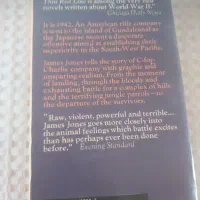 Thin Red Line is among the very best
novels written about World War II".
Chicago Daily News
It is 1942. An American rifle company is
sent to the island of Guadalcanal as
the Japanese mount a desperate
offensive aimed at establishing their
superiority in the South-West Pacific.
James Jones tells the story of C-for-
Charlie company with graphic and
unsparing realism. From the moment
of landing, through the bloody and
exhausting battle for a complex of hills
and the terrifying jungle patrols – to
the departure of the survivors.
"Raw, violent, powerful and terrible...
James Jones goes more closely into
the animal feelings which battle excites
than has perhaps ever been done
before." Evening Standard